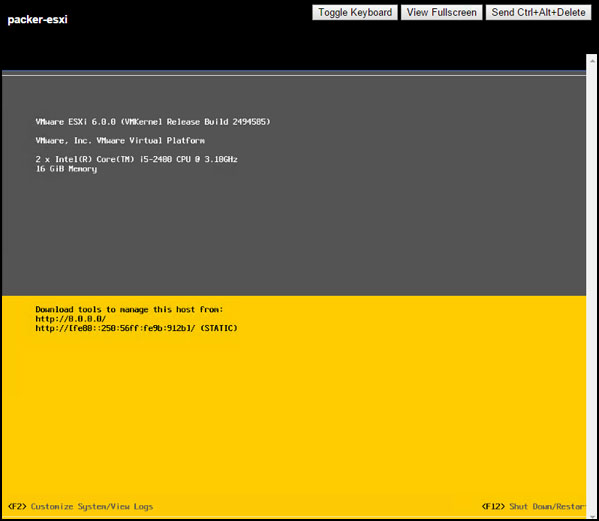 packer-esxi
Toggle Keyboard View Fullscreen Send Ctrl+Alt+Delete
VMware ESXi 6.0.0 (VMKernel Release Build 2494585)
VMware, Inc. VMware Virtual Platform
2 x Intel(R) Core(TM) i5-2400 CPU @ 3.10GHz
16 GiB Memory
Download tools to manage this host from:
http://0.0.0.0/
http://[fe80::250:56ff:fe9b:912b]/ (STATIC)
<F2> Customize System/View Logs
<F12> Shut Down/Restar